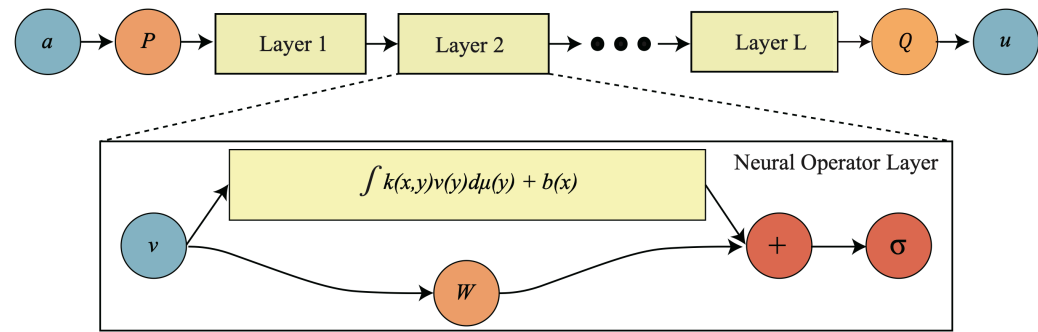 a P Layer 1 Layer 2 Layer L Q u
Neural Operator Layer
∫ k(x,y)v(y)dμ(y) + b(x)
v + σ
W